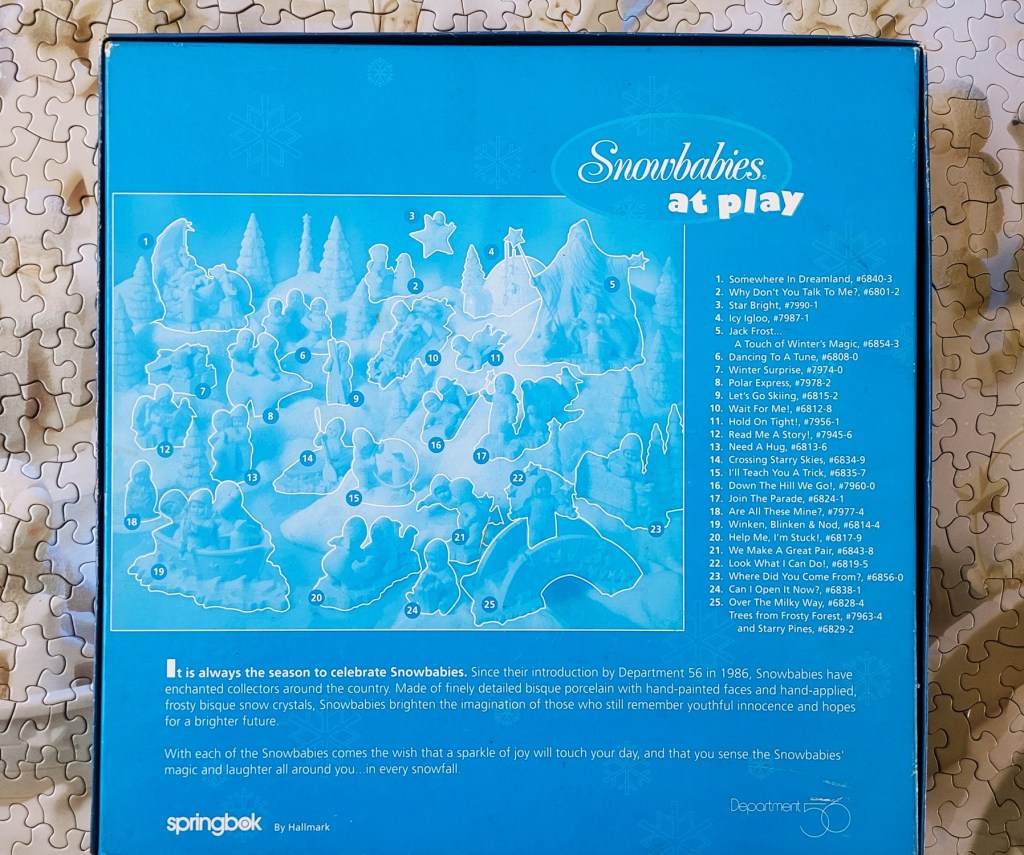 Snowbabies©
at play
1
2
3
4
5
6
7
8
9
10
11
12
13
14
15
16
17
18
19
20
21
22
23
24
25
1. Somewhere In Dreamland, #6840-3
2. Why Don't You Talk To Me?, #6801-2
3. Star Bright, #7990-1
4. Icy Igloo, #7987-1
5. Jack Frost...
A Touch of Winter's Magic, #6854-3
6. Dancing To A Tune, #6808-0
7. Winter Surprise, #7974-0
8. Polar Express, #7978-2
9. Let's Go Skiing, #6815-2
10. Wait For Me!, #6812-8
11. Hold On Tight!, #7956-1
12. Read Me A Story!, #7945-6
13. Need A Hug, #6813-6
14. Crossing Starry Skies, #6834-9
15. I'll Teach You A Trick, #6835-7
16. Down The Hill We Go!, #7960-0
17. Join The Parade, #6824-1
18. Are All These Mine?, #7977-4
19. Winken, Blinken & Nod, #6814-4
20. Help Me, I'm Stuck!, #6817-9
21. We Make A Great Pair, #6843-8
22. Look What I Can Do!, #6819-5
23. Where Did You Come From?, #6856-0
24. Can I Open It Now?, #6838-1
25. Over The Milky Way, #6828-4
Trees from Frosty Forest, #7963-4
and Starry Pines, #6829-2
It is always the season to celebrate Snowbabies. Since their introduction by Department 56 in 1986, Snowbabies have
enchanted collectors around the country. Made of finely detailed bisque porcelain with hand-painted faces and hand-applied,
frosty bisque snow crystals, Snowbabies brighten the imagination of those who still remember youthful innocence and hopes
for a brighter future.
With each of the Snowbabies comes the wish that a sparkle of joy will touch your day, and that you sense the Snowbabies'
magic and laughter all around you...in every snowfall.
springbok By Hallmark
Department 56